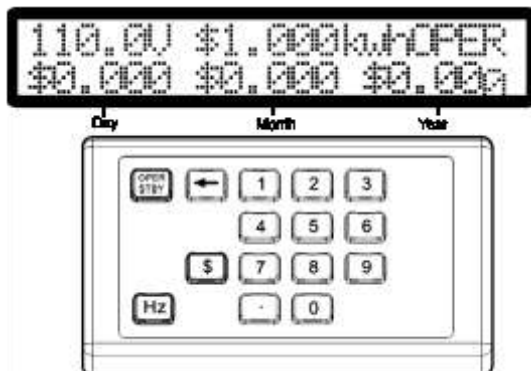 110.0V $1.000kwhOPER
$0.000 $0.000 $0.000
Day Month Year
OPER STBY ← 1 2 3
4 5 6
$ 7 8 9
Hz . 0